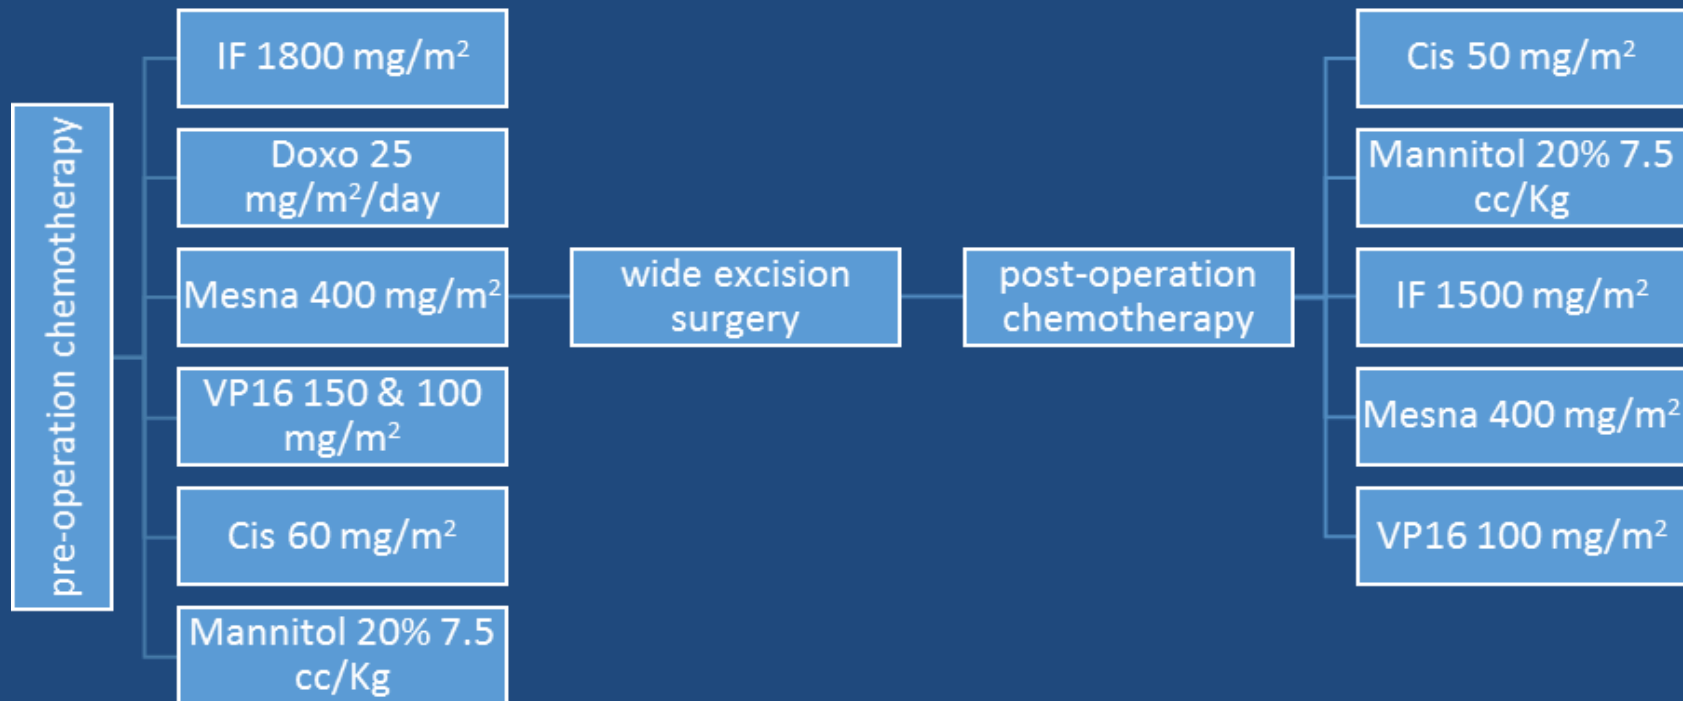 pre-operation chemotherapy
IF 1800 mg/m²
Doxo 25
mg/m²/day
Mesna 400 mg/m²
VP16 150 & 100
mg/m²
Cis 60 mg/m²
Mannitol 20% 7.5
cc/Kg
wide excision
surgery
post-operation
chemotherapy
Cis 50 mg/m²
Mannitol 20% 7.5
cc/Kg
IF 1500 mg/m²
Mesna 400 mg/m²
VP16 100 mg/m²